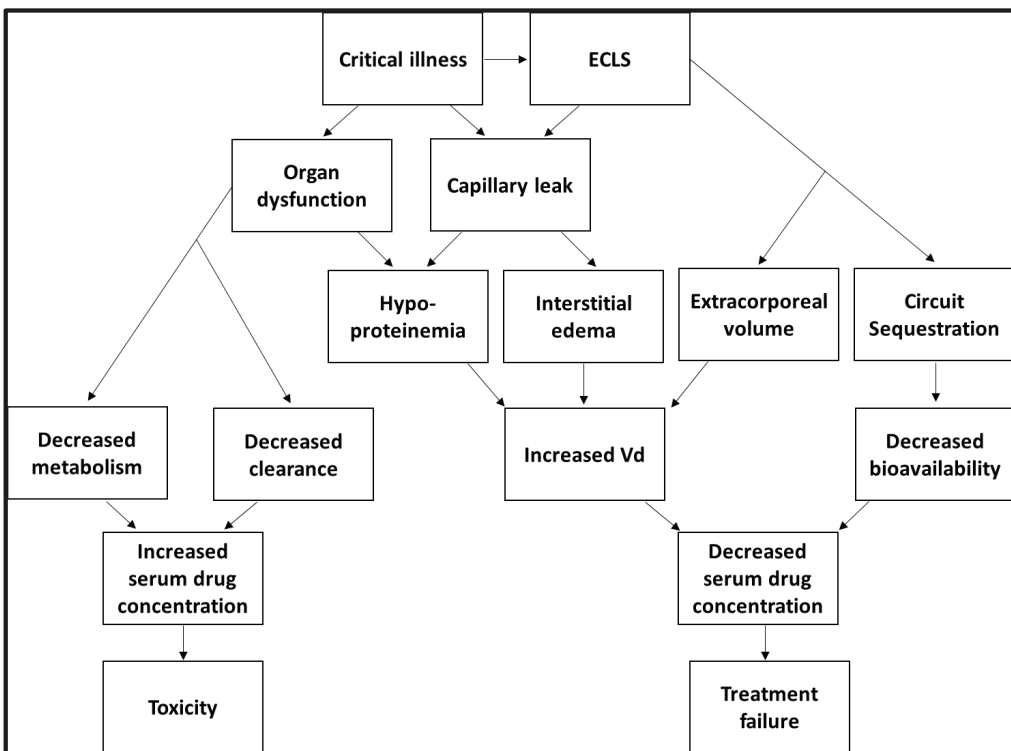 Critical illness
ECLS
Organ
dysfunction
Capillary leak
Hypo-
proteinemia
Interstitial
edema
Extracorporeal
volume
Circuit
Sequestration
Decreased
metabolism
Decreased
clearance
Increased Vd
Decreased
bioavailability
Increased
serum drug
concentration
Decreased
serum drug
concentration
Toxicity
Treatment
failure